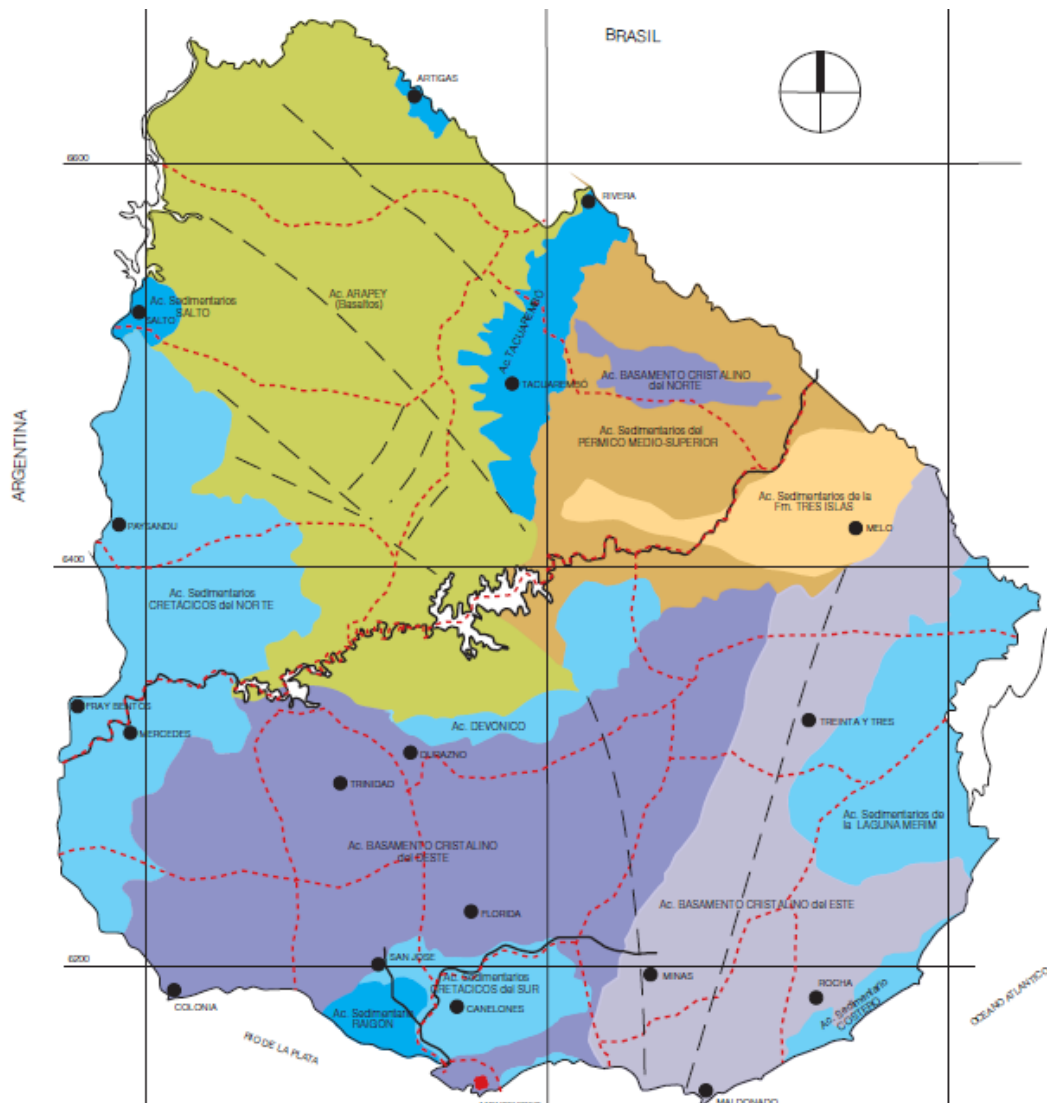 BRASIL
ARTIGAS
6600
RIVERA
Ac. Sedimentarios
SALTO
SALTO
Ac. ARAPEY
(Basaltos)
Ac. TACUAREMBÓ
TACUAREMBÓ
Ac. BASAMENTO CRISTALINO
del NORTE
Ac. Sedimentarios del
PERMICO MEDIO-SUPERIOR
ARGENTINA
Ac. Sedimentarios de la
Fm. TRES ISLAS
MELO
PAYSANDU
6400
Ac. Sedimentarios
CRETACICOS del NORTE
FRAY BENTOS
MERCEDES
Ac. DEVONICO
TREINTA Y TRES
DURAZNO
TRINIDAD
Ac. Sedimentarios de
la LAGUNA MERIM
Ac. BASAMENTO CRISTALINO
del OESTE
Ac. BASAMENTO CRISTALINO del ESTE
FLORIDA
6200
SAN JOSE
Ac. Sedimentarios
CRETACICOS del SUR
MINAS
COLONIA
CANELONES
Ac. Sedimentario
RAIGON
ROCHA
Ac. Sedimentario
COSTERO
OCEANO ATLANTICO
RIO DE LA PLATA
MALDONADO